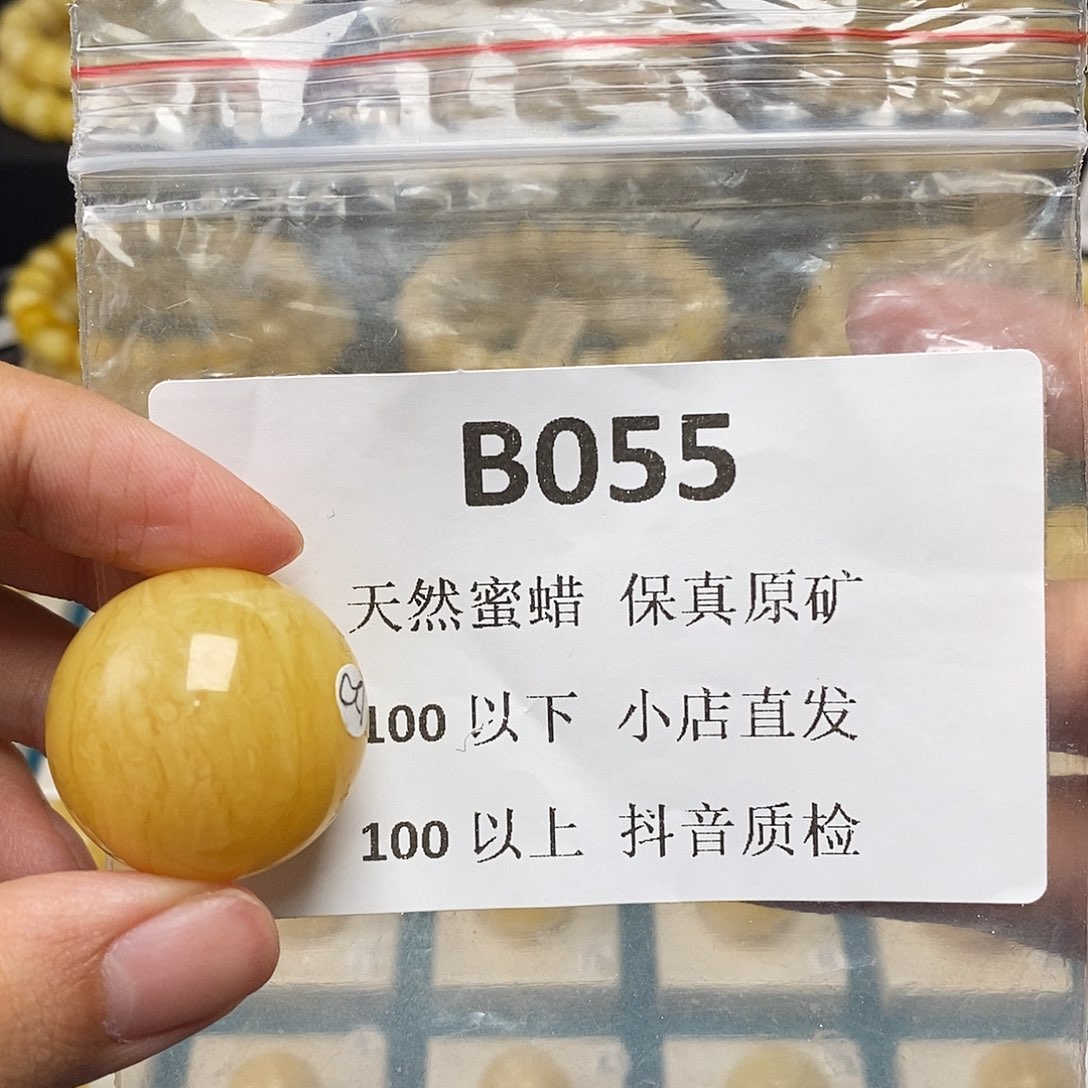 B055
天然蜜蜡 保真原矿
100 以下 小店直发
100 以上 抖音质检